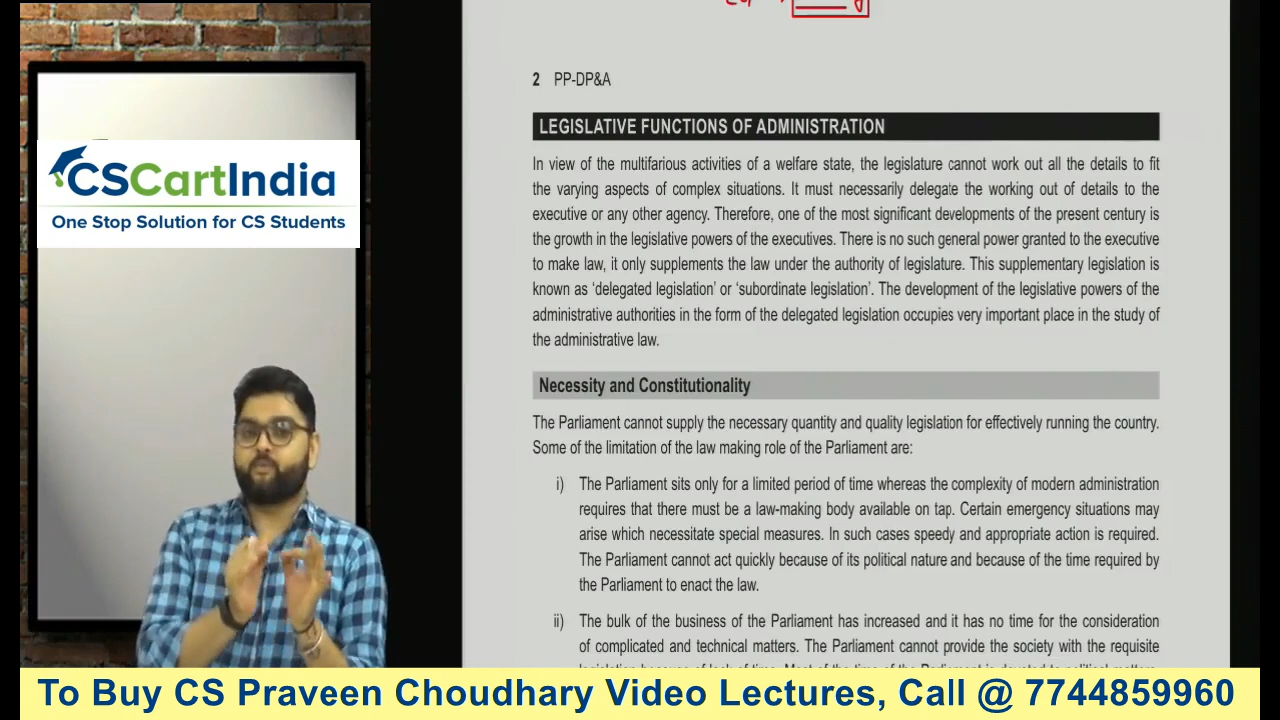 2 PP-DP&A
LEGISLATIVE FUNCTIONS OF ADMINISTRATION
In view of the multifarious activities of a welfare state, the legislature cannot work out all the details to fit
the varying aspects of complex situations. It must necessarily delegate the working out of details to the
executive or any other agency. Therefore, one of the most significant developments of the present century is
the growth in the legislative powers of the executives. There is no such general power granted to the executive
to make law, it only supplements the law under the authority of legislature. This supplementary legislation is
known as ‘delegated legislation’ or ‘subordinate legislation’. The development of the legislative powers of the
administrative authorities in the form of the delegated legislation occupies very important place in the study of
the administrative law.
Necessity and Constitutionality
The Parliament cannot supply the necessary quantity and quality legislation for effectively running the country.
Some of the limitation of the law making role of the Parliament are:
i) The Parliament sits only for a limited period of time whereas the complexity of modern administration
requires that there must be a law-making body available on tap. Certain emergency situations may
arise which necessitate special measures. In such cases speedy and appropriate action is required.
The Parliament cannot act quickly because of its political nature and because of the time required by
the Parliament to enact the law.
ii) The bulk of the business of the Parliament has increased and it has no time for the consideration
of complicated and technical matters. The Parliament cannot provide the society with the requisite
CSCartIndia
One Stop Solution for CS Students
To Buy CS Praveen Choudhary Video Lectures, Call @ 7744859960